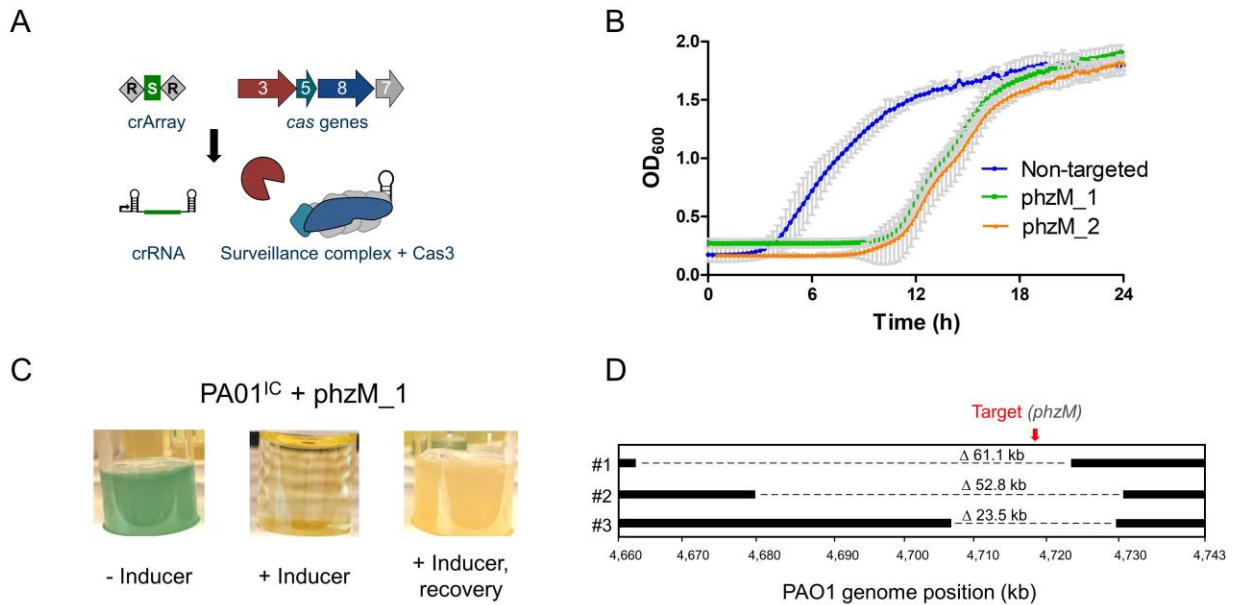 A
R S R
crArray
3 5 8 7
cas genes
crRNA
Surveillance complex + Cas3
B
OD600
2.0
1.5
1.0
0.5
0.0
Non-targeted
phzM_1
phzM_2
0 6 12 18 24
Time (h)
C
PA01IC + phzM_1
- Inducer
+ Inducer
+ Inducer,
recovery
D
Target (phzM)
#1
Δ 61.1 kb
#2
Δ 52.8 kb
#3
Δ 23.5 kb
4,660 4,670 4,680 4,690 4,700 4,710 4,720 4,730 4,743
PAO1 genome position (kb)